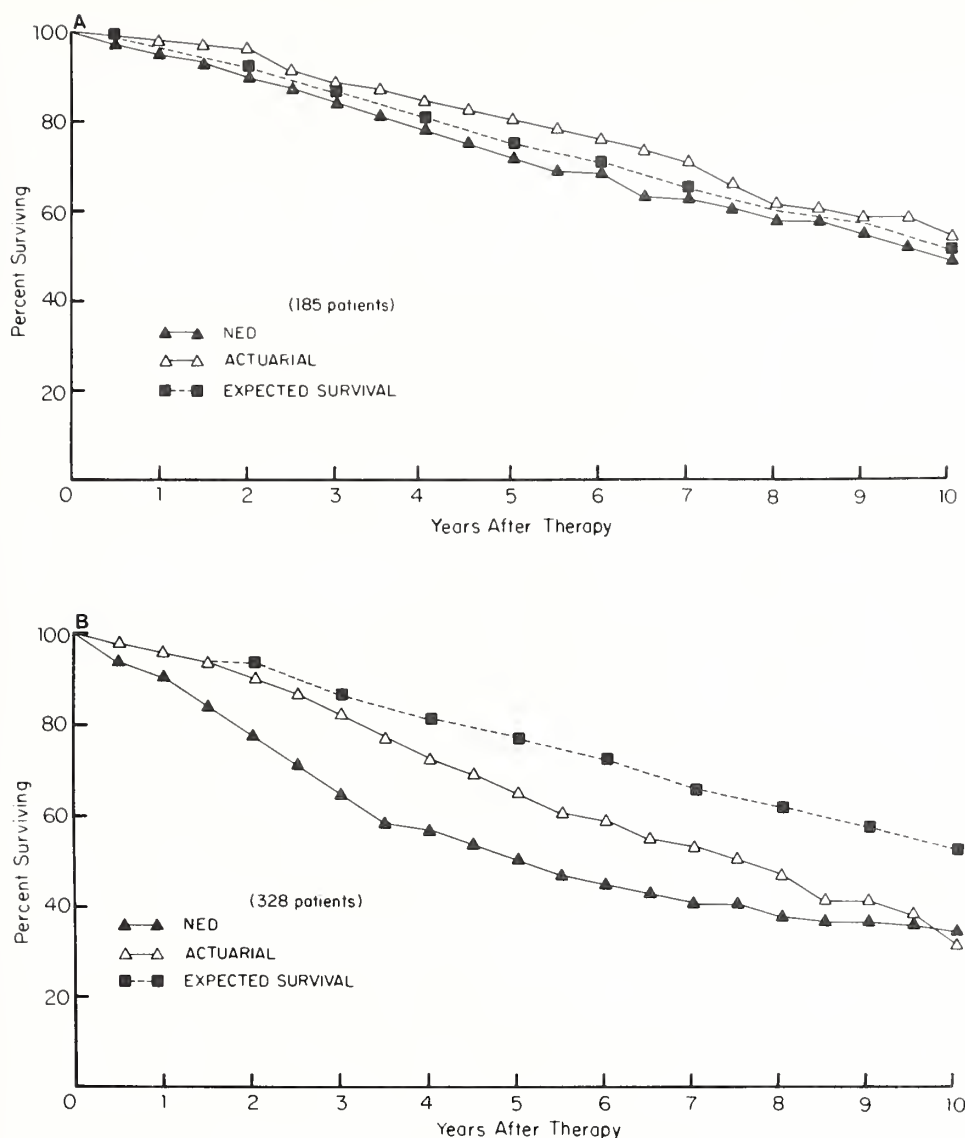 A
100
80
60
40
20
Percent Surviving
(185 patients)
NED
ACTUARIAL
EXPECTED SURVIVAL
0 1 2 3 4 5 6 7 8 9 10
Years After Therapy
B
100
80
60
40
20
Percent Surviving
(328 patients)
NED
ACTUARIAL
EXPECTED SURVIVAL
0 1 2 3 4 5 6 7 8 9 10
Years After Therapy